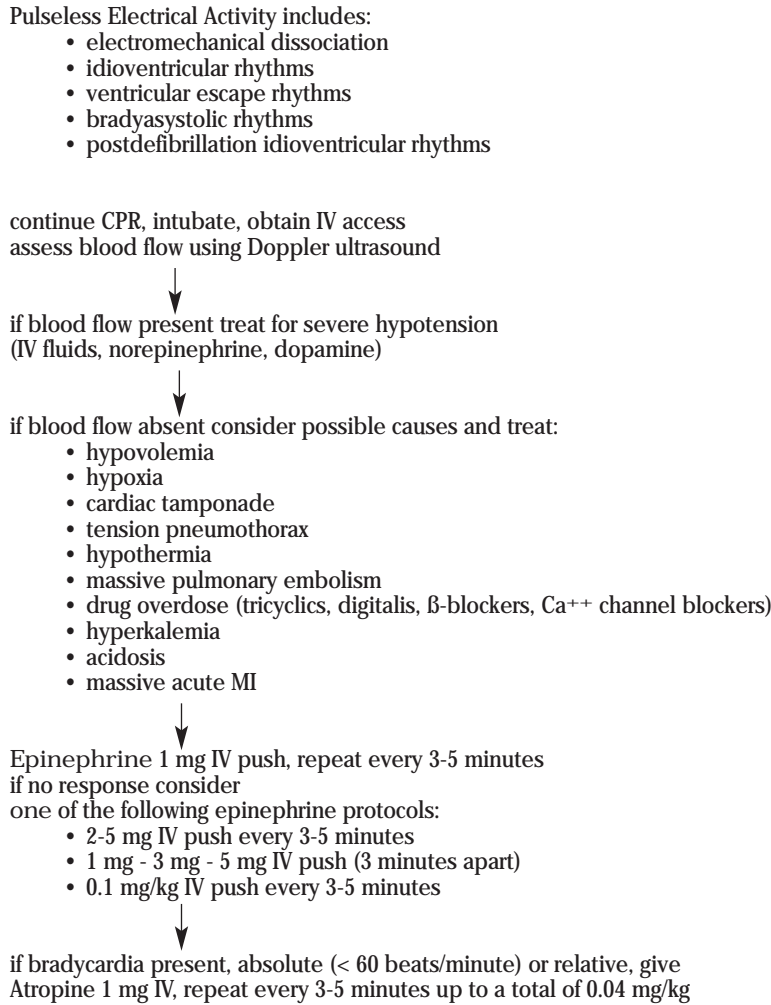 Pulseless Electrical Activity includes:
• electromechanical dissociation
• idioventricular rhythms
• ventricular escape rhythms
• bradyasystolic rhythms
• postdefibrillation idioventricular rhythms
continue CPR, intubate, obtain IV access
assess blood flow using Doppler ultrasound
if blood flow present treat for severe hypotension
(IV fluids, norepinephrine, dopamine)
if blood flow absent consider possible causes and treat:
• hypovolemia
• hypoxia
• cardiac tamponade
• tension pneumothorax
• hypothermia
• massive pulmonary embolism
• drug overdose (tricyclics, digitalis, ß-blockers, Ca⁺⁺ channel blockers)
• hyperkalemia
• acidosis
• massive acute MI
Epinephrine 1 mg IV push, repeat every 3-5 minutes
if no response consider
one of the following epinephrine protocols:
• 2-5 mg IV push every 3-5 minutes
• 1 mg - 3 mg - 5 mg IV push (3 minutes apart)
• 0.1 mg/kg IV push every 3-5 minutes
if bradycardia present, absolute (< 60 beats/minute) or relative, give
Atropine 1 mg IV, repeat every 3-5 minutes up to a total of 0.04 mg/kg